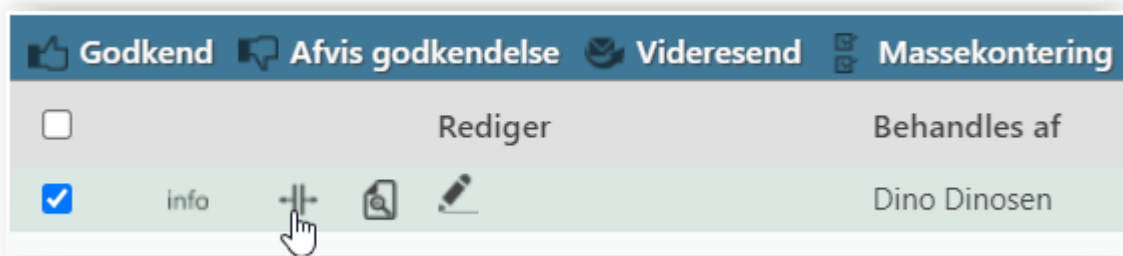 Godkend Afvis godkendelse Videresend Massekontering
Rediger Behandles af
info Dino Dinosen